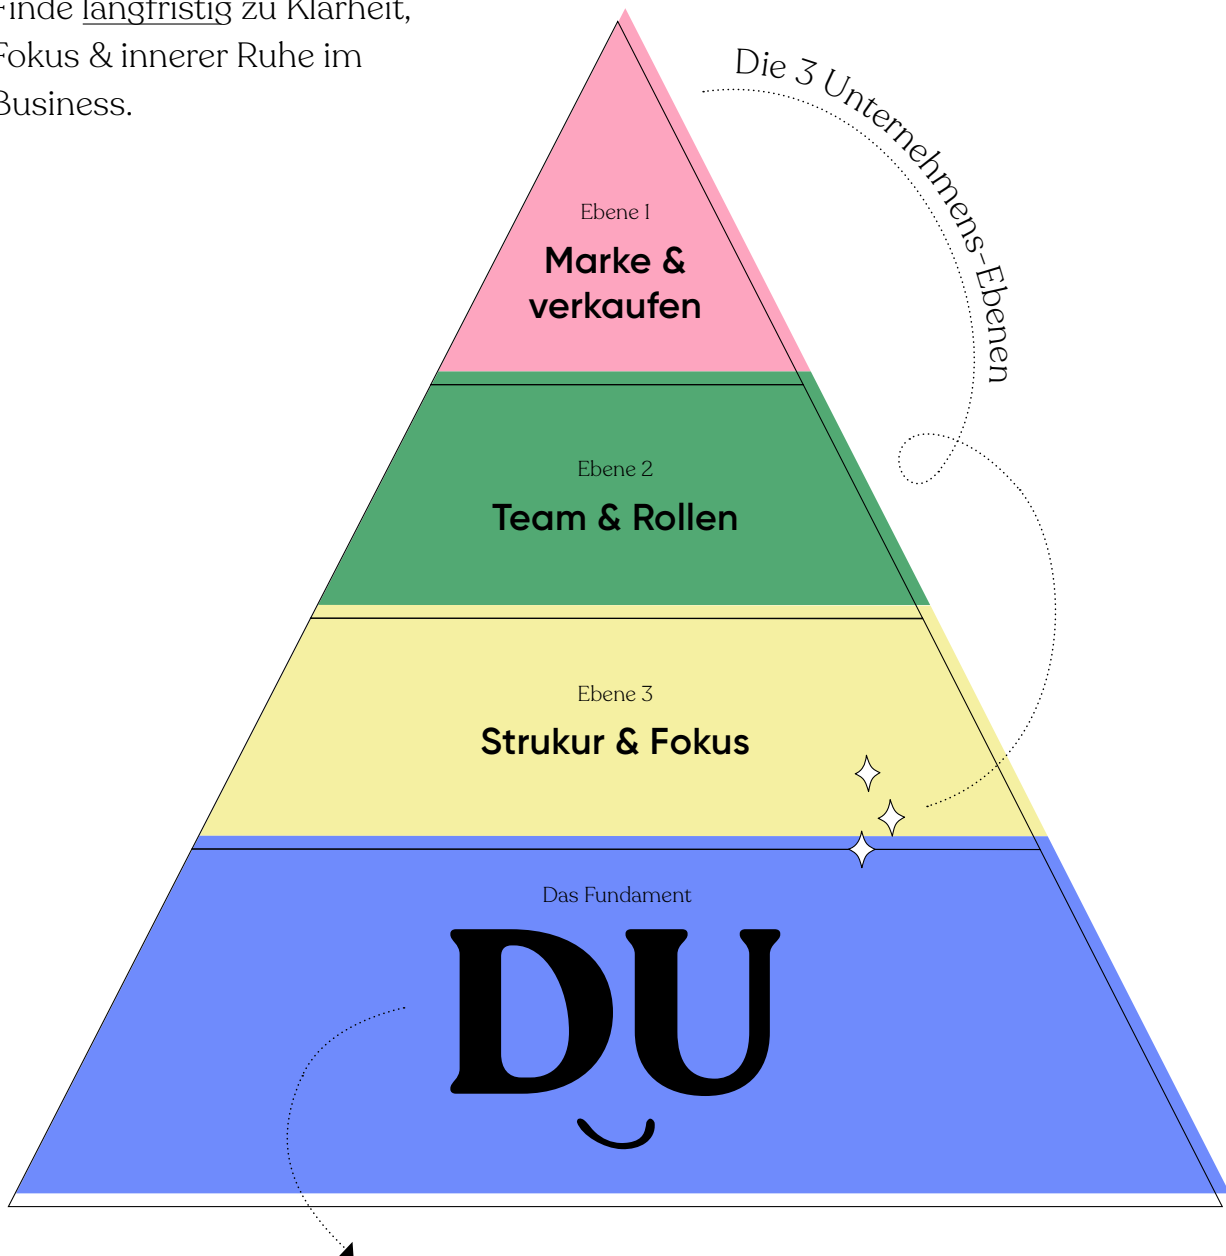 Finde langfristig zu Klarheit,
Fokus & innerer Ruhe im
Business.
Die 3 Unternehmens-Ebenen
Ebene 1
Marke &
verkaufen
Ebene 2
Team & Rollen
Ebene 3
Strukur & Fokus
Das Fundament
DU